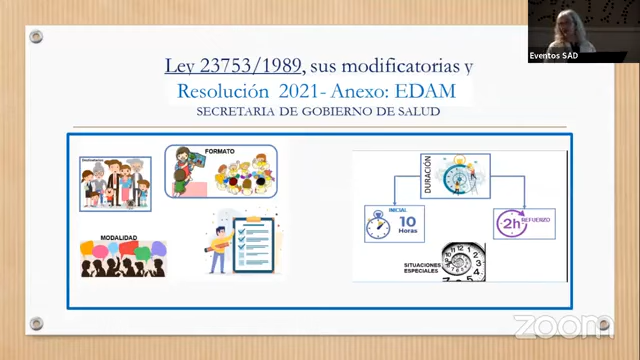 Eventos SAD
Ley 23753/1989, sus modificatorias y
Resolución 2021- Anexo: EDAM
SECRETARIA DE GOBIERNO DE SALUD
Destinatarios
FORMATO
MODALIDAD
DURACIÓN
INICIAL
10
Horas
2h
REFUERZO
SITUACIONES
ESPECIALES
zoom